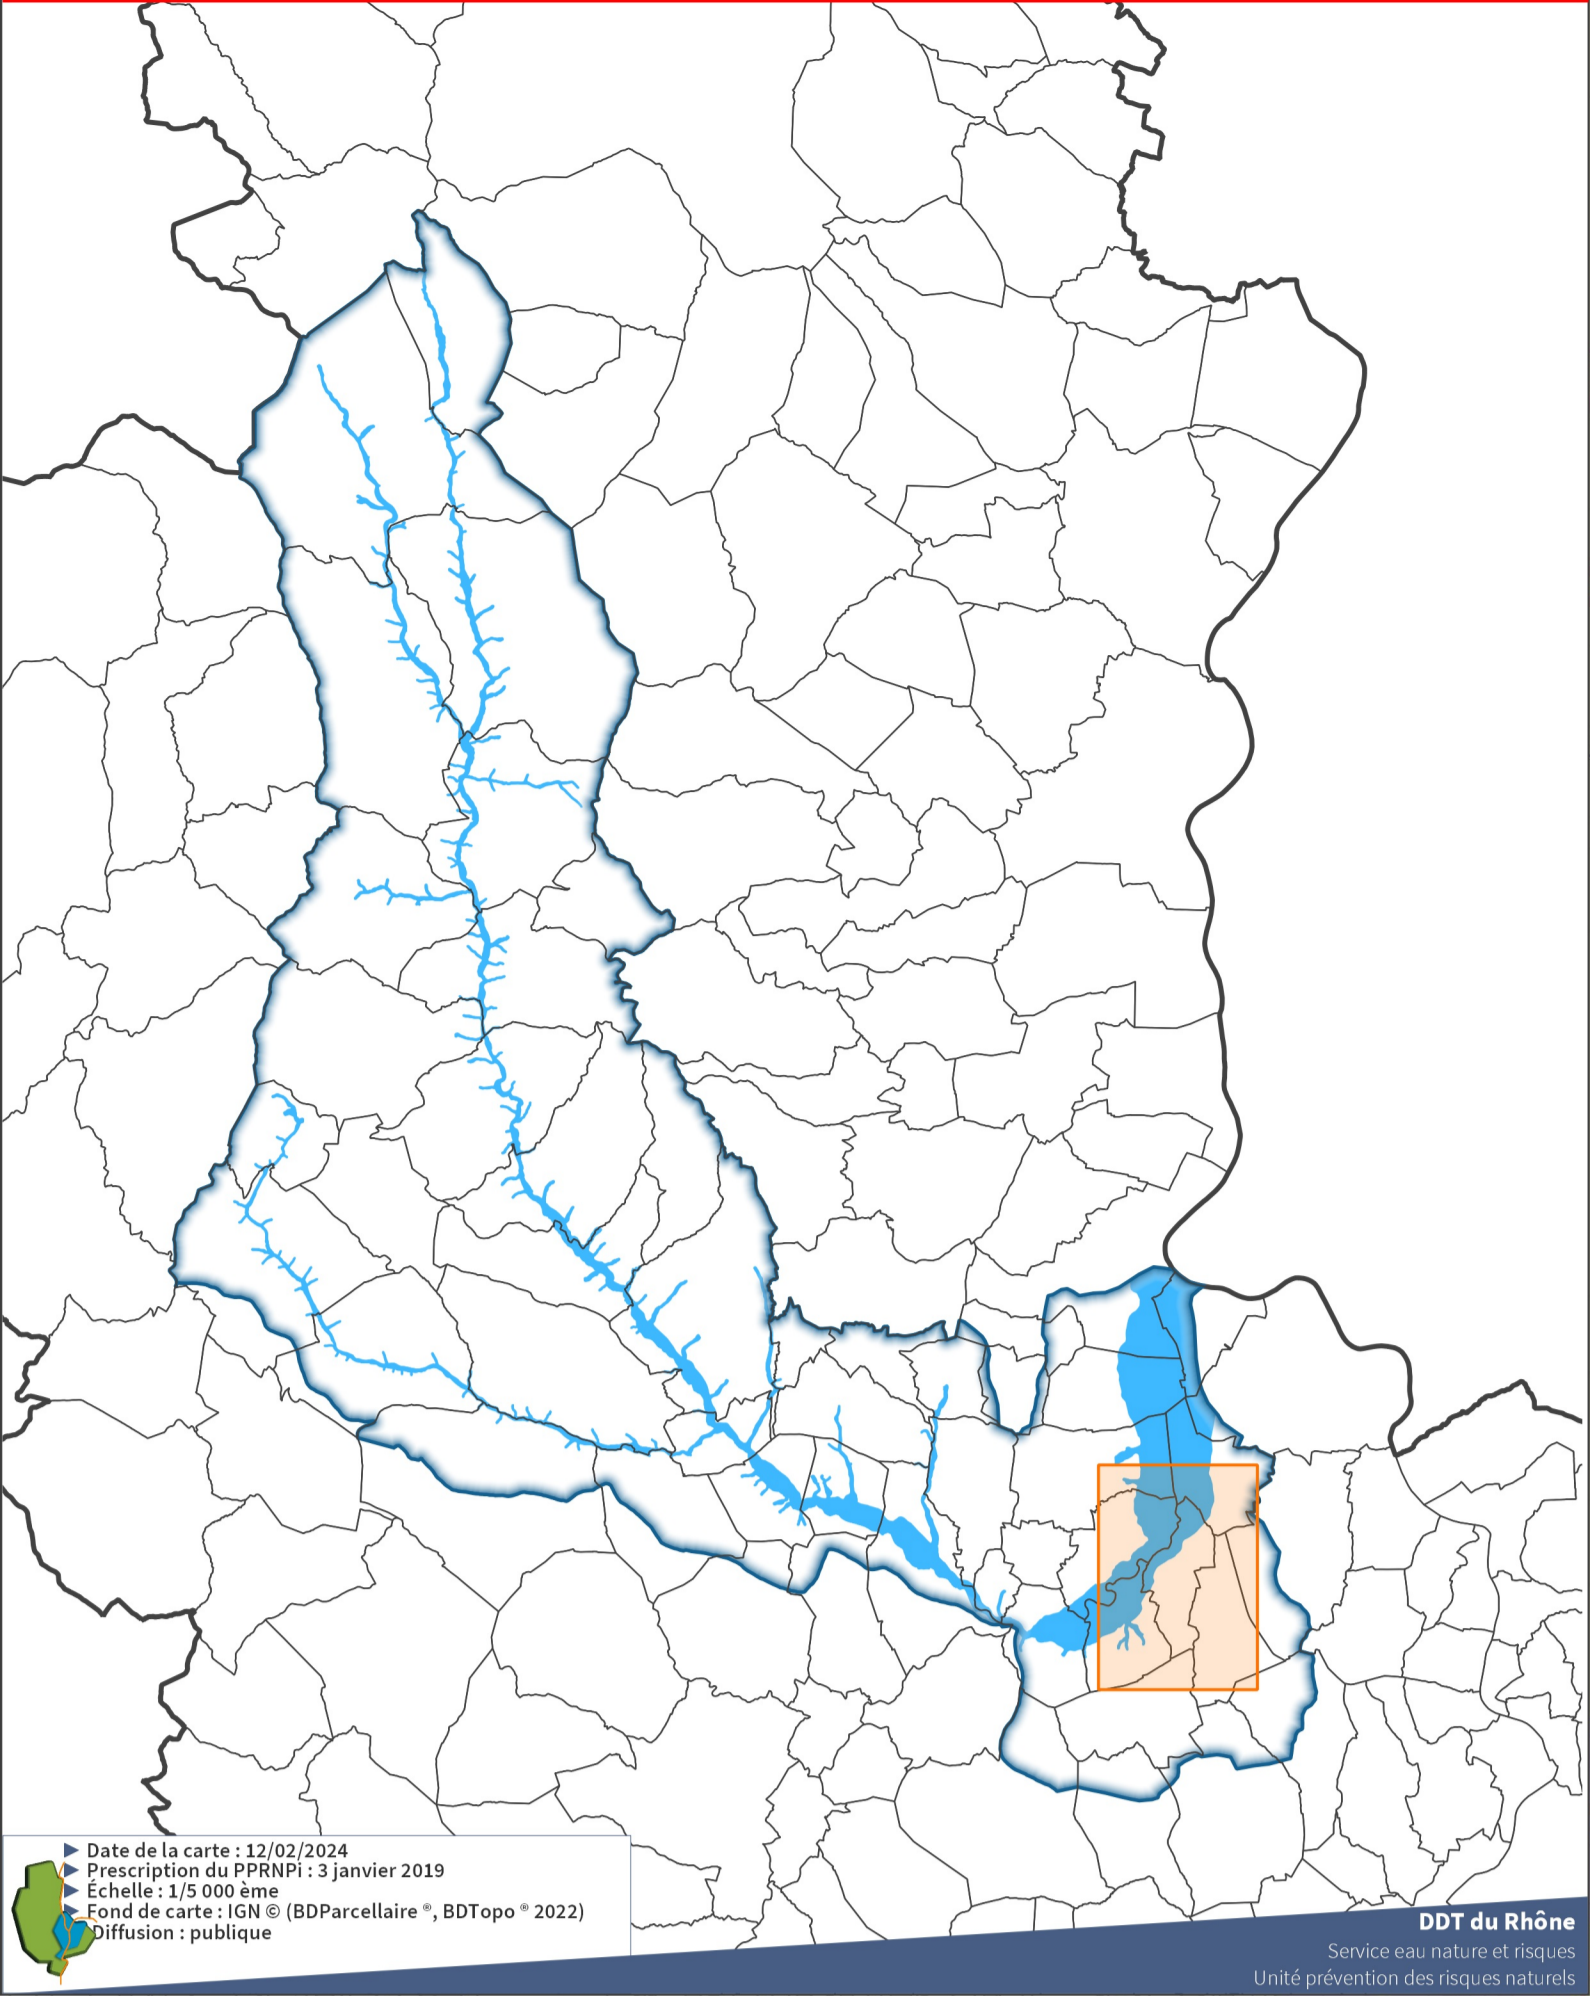 Date de la carte : 12/02/2024
Prescription du PPRNPi : 3 janvier 2019
Échelle : 1/5 000 ème
Fond de carte : IGN © (BDParcellaire ®, BDTopo ® 2022)
Diffusion : publique
DDT du Rhône
Service eau nature et risques
Unité prévention des risques naturels